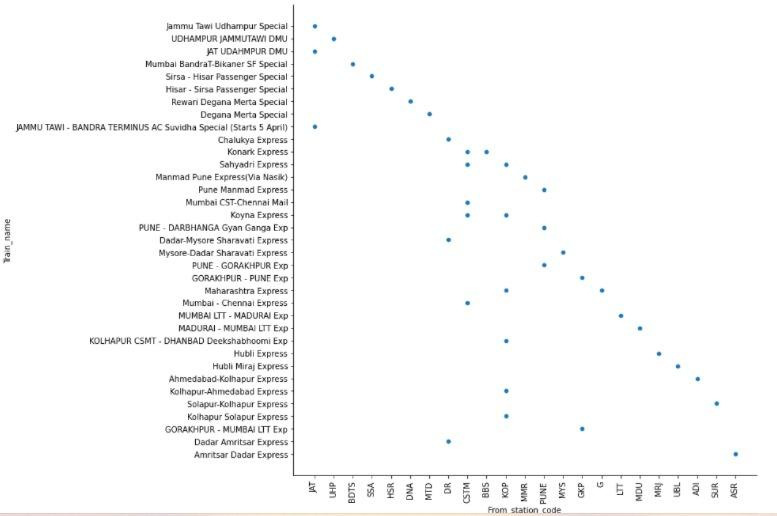 Jammu Tawi Udhampur Special
UDHAMPUR JAMMUTAWI DMU
JAT UDAHMPUR DMU
Mumbai BandraT-Bikaner SF Special
Sirsa - Hisar Passenger Special
Hisar - Sirsa Passenger Special
Rewari Degana Merta Special
Degana Merta Special
JAMMU TAWI - BANDRA TERMINUS AC Suvidha Special (Starts 5 April)
Chalukya Express
Konark Express
Sahyadri Express
Manmad Pune Express(Via Nasik)
Pune Manmad Express
Mumbai CST-Chennai Mail
Koyna Express
PUNE - DARBHANGA Gyan Ganga Exp
Dadar-Mysore Sharavati Express
Mysore-Dadar Sharavati Express
PUNE - GORAKHPUR Exp
GORAKHPUR - PUNE Exp
Maharashtra Express
Mumbai - Chennai Express
MUMBAI LTT - MADURAI Exp
MADURAI - MUMBAI LTT Exp
KOLHAPUR CSMT - DHANBAD Deekshabhoomi Exp
Hubli Express
Hubli Miraj Express
Ahmedabad-Kolhapur Express
Kolhapur-Ahmedabad Express
Solapur-Kolhapur Express
Kolhapur Solapur Express
GORAKHPUR - MUMBAI LTT Exp
Dadar Amritsar Express
Amritsar Dadar Express
Train_name
JAT
UHP
BDTS
SSA
HSR
DNA
MTD
DR
CSTM
BBS
KOP
MMR
PUNE
MYS
GKP
G
LTT
MDU
MRJ
UBL
ADI
SUR
ASR
From_station_code